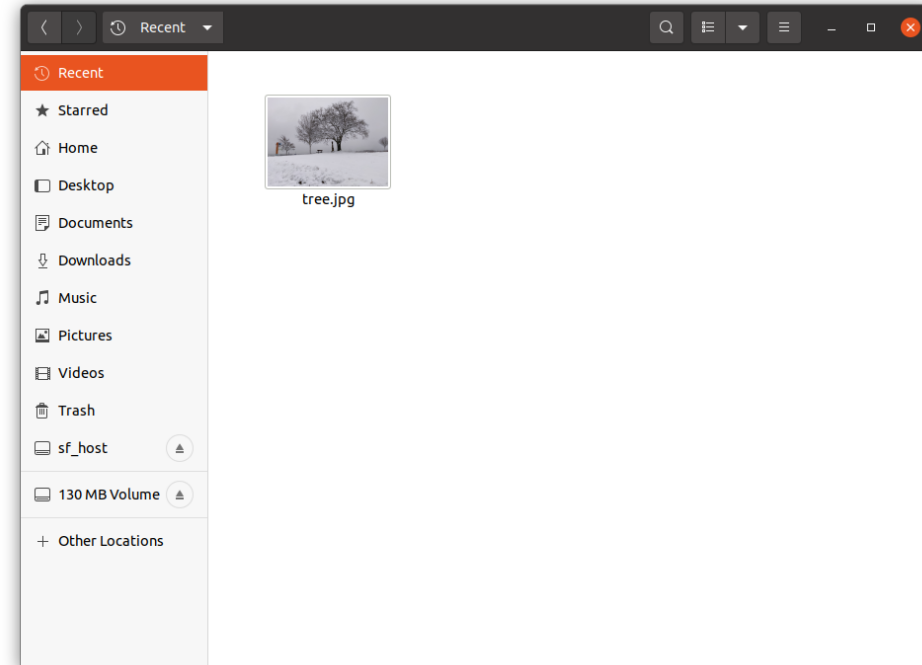 Recent
Recent
Starred
Home
Desktop
Documents
Downloads
Music
Pictures
Videos
Trash
sf_host
130 MB Volume
Other Locations
tree.jpg